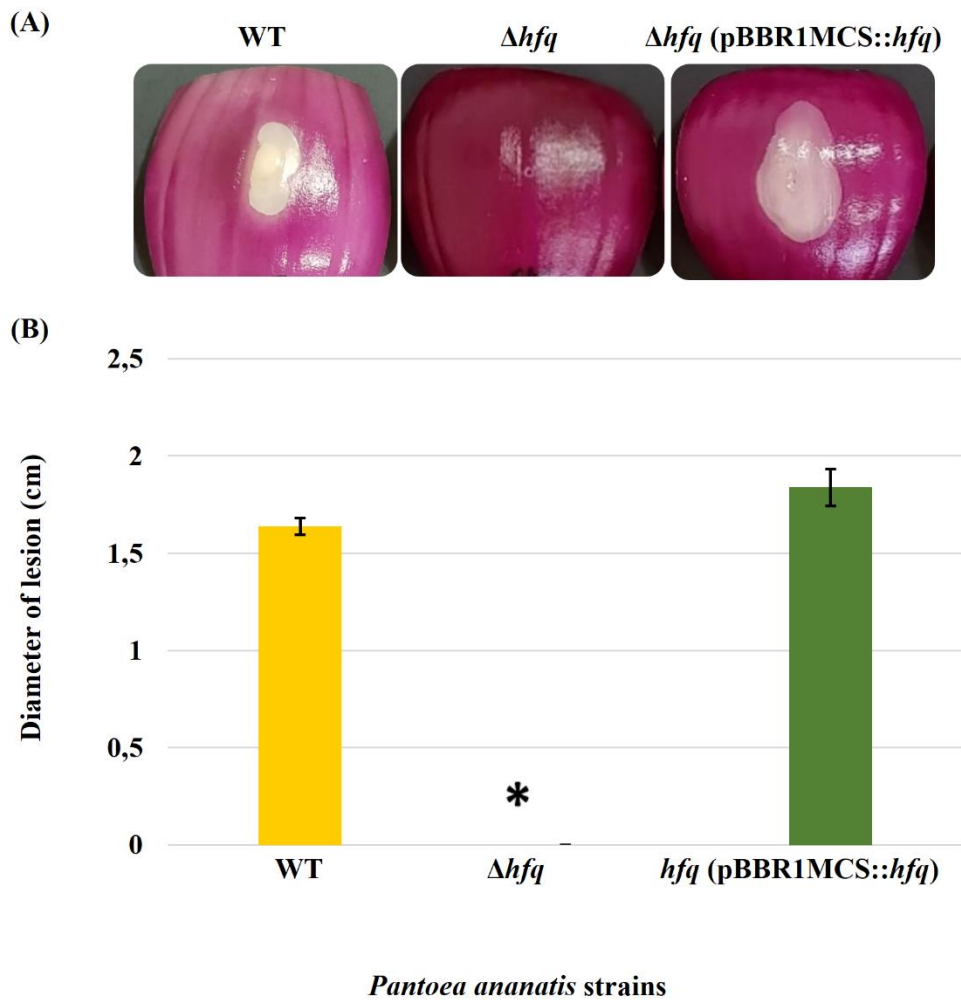 (A)
WT Δhfq Δhfq (pBBR1MCS::hfq)
(B)
2,5
2
1,5
1
0,5
0
Diameter of lesion (cm)
*
WT Δhfq hfq (pBBR1MCS::hfq)
Pantoea ananatis strains